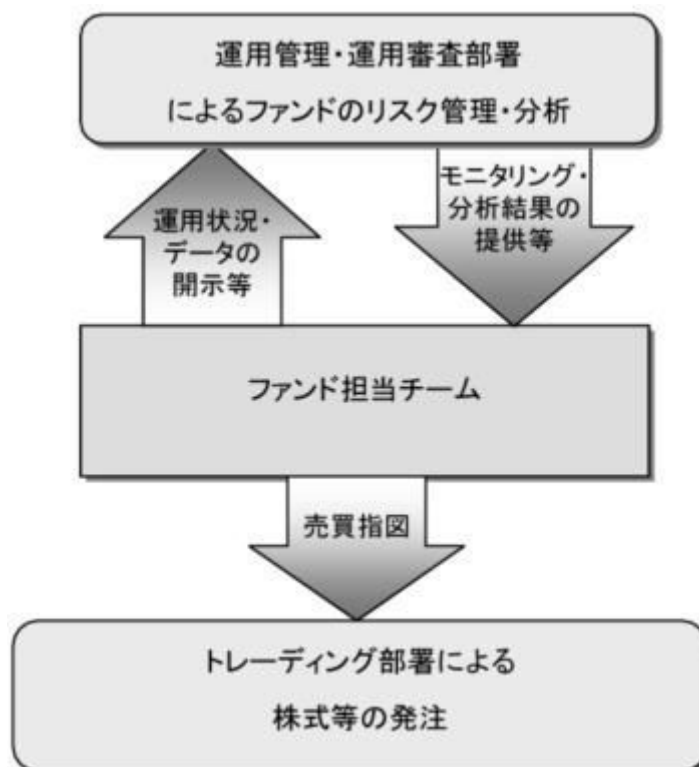 運用管理・運用審査部署
によるファンドのリスク管理・分析
運用状況・
データの
開示等
モニタリング・
分析結果の
提供等
ファンド担当チーム
売買指図
トレーディング部署による
株式等の発注